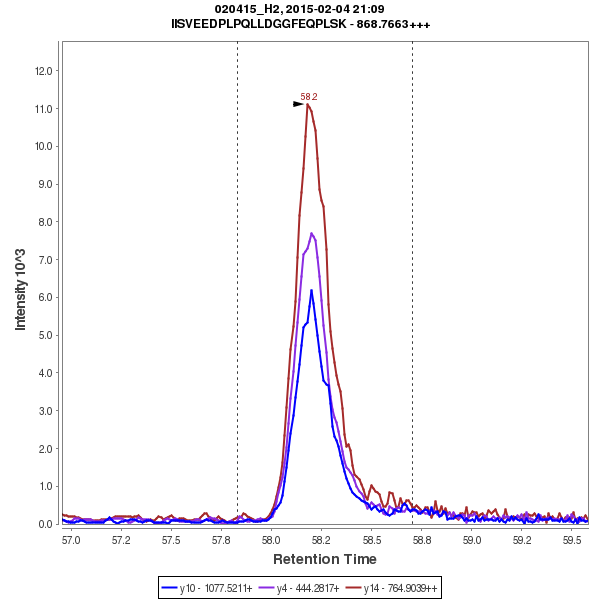 020415_H2, 2015-02-04 21:09
IISVEEDPLPQLLDGGFEQPLSK - 868.7663+++
58.2
12.0
11.0
10.0
9.0
8.0
7.0
6.0
5.0
4.0
3.0
2.0
1.0
0.0
Intensity 10^3
57.0 57.2 57.5 57.8 58.0 58.2 58.5 58.8 59.0 59.2 59.5
Retention Time
y10 - 1077.5211+ y4 - 444.2817+ y14 - 764.9039++